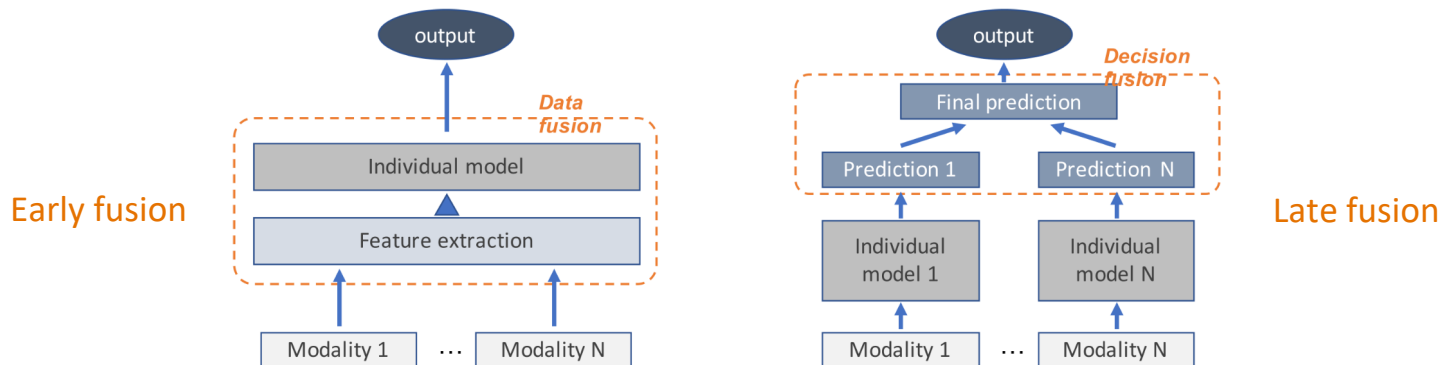 output
Data
fusion
Individual model
Feature extraction
Modality 1
...
Modality N
Early fusion
output
Decision
fusion
Final prediction
Prediction 1
Prediction N
Individual
model 1
Individual
model N
Modality 1
...
Modality N
Late fusion